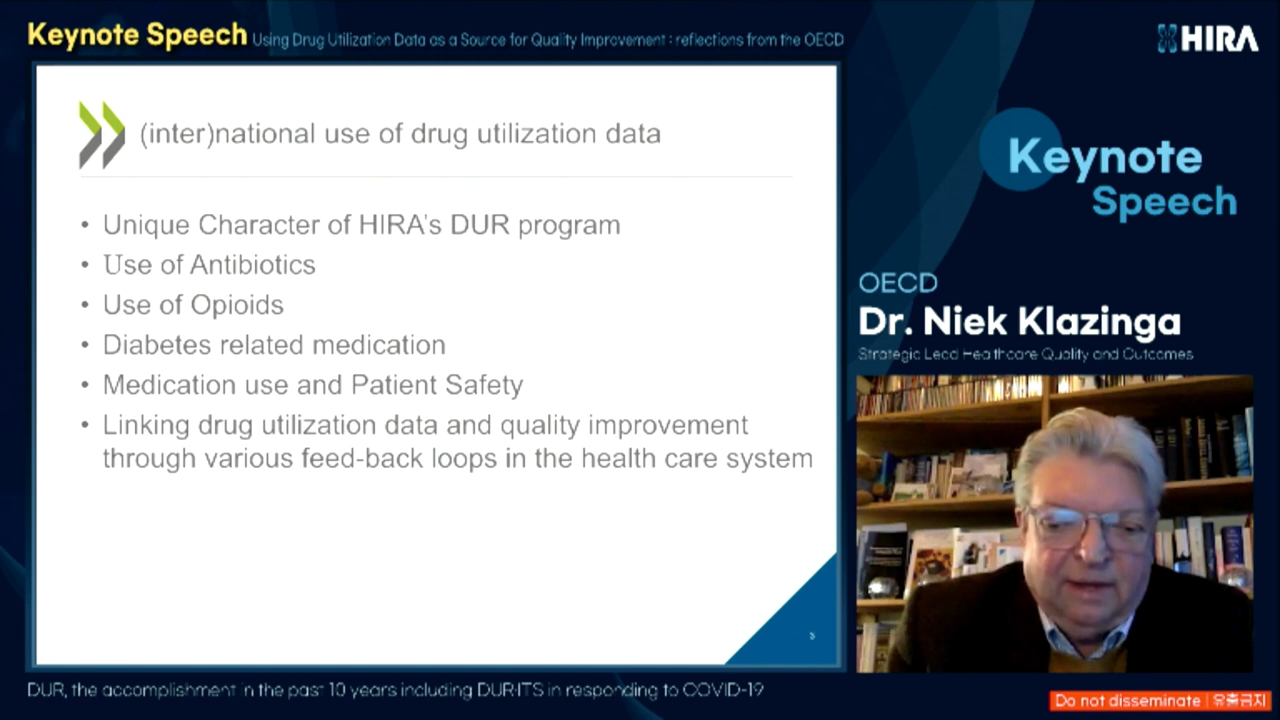 Keynote Speech Using Drug Utilization Data as a Source for Quality Improvement : reflections from the OECD
HIRA
(inter)national use of drug utilization data
• Unique Character of HIRA's DUR program
• Use of Antibiotics
• Use of Opioids
• Diabetes related medication
• Medication use and Patient Safety
• Linking drug utilization data and quality improvement
through various feed-back loops in the health care system
Keynote
Speech
OECD
Dr. Niek Klazinga
Strategic Lead Healthcare Quality and Outcomes
DUR, the accomplishment in the past 10 years including DUR·ITS in responding to COVID-19
Do not disseminate | 유출금지